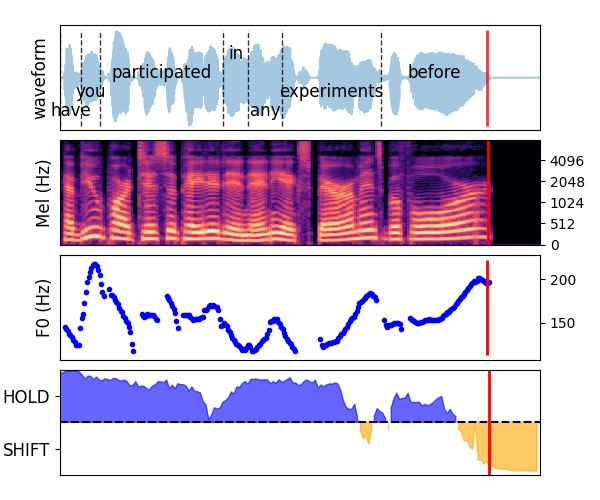 waveform
have
you
participated
in
any
experiments
before
Mel (Hz)
4096
2048
1024
512
0
F0 (Hz)
200
150
HOLD
SHIFT